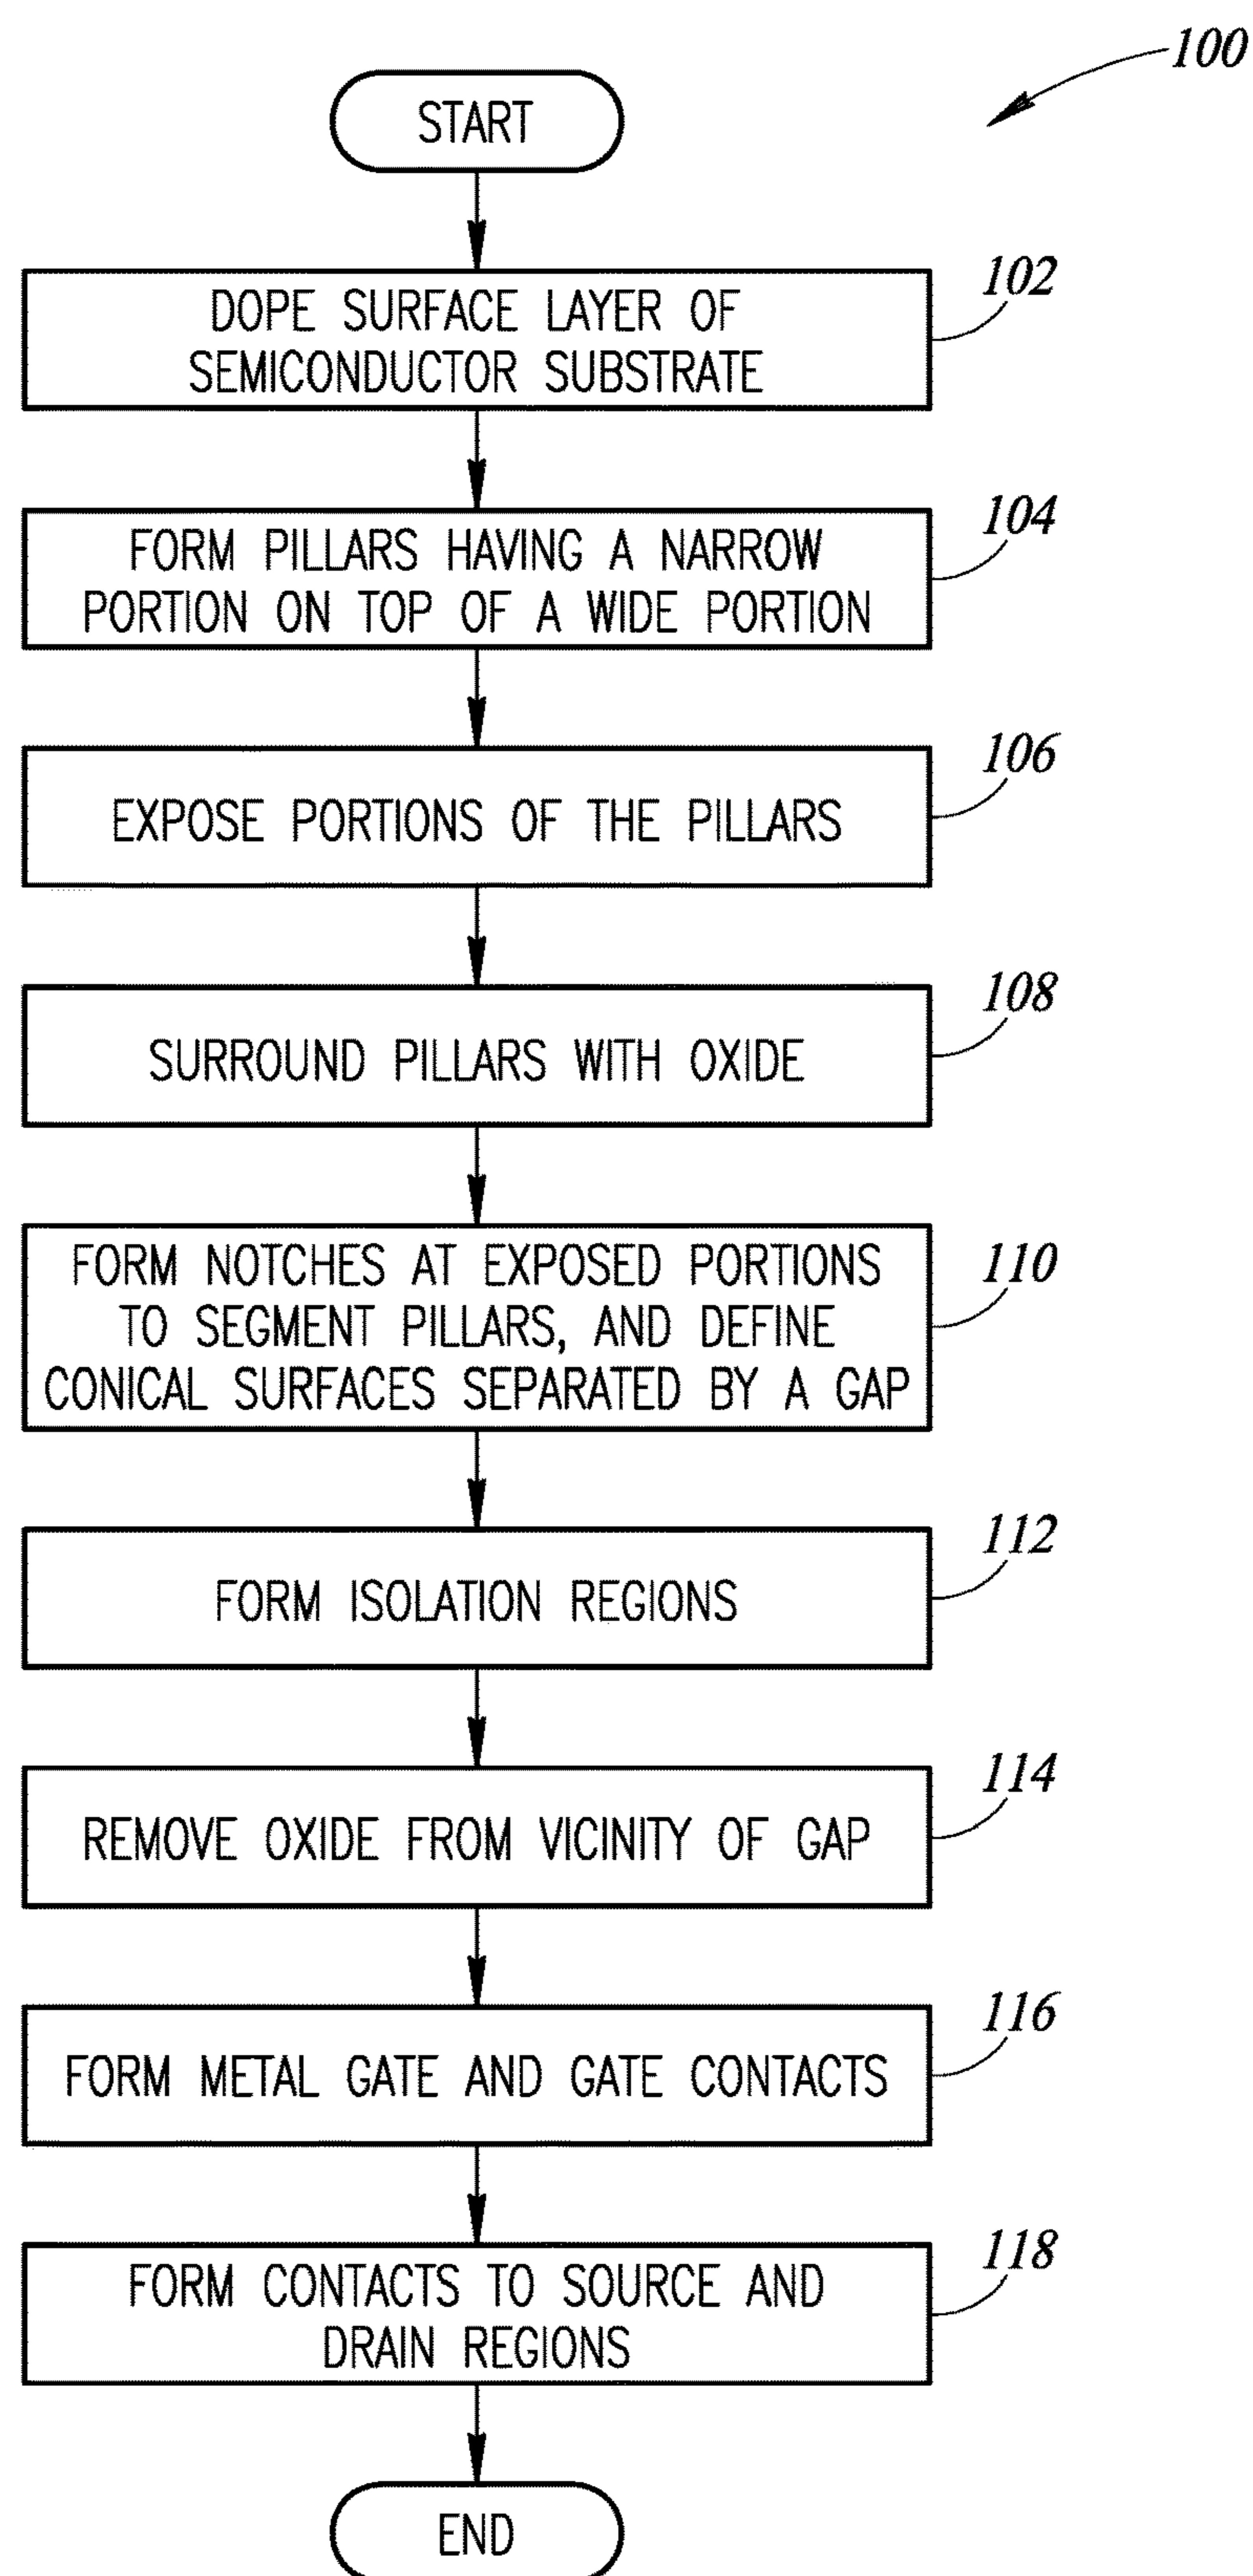 100
START
102
DOPE SURFACE LAYER OF
SEMICONDUCTOR SUBSTRATE
104
FORM PILLARS HAVING A NARROW
PORTION ON TOP OF A WIDE PORTION
106
EXPOSE PORTIONS OF THE PILLARS
108
SURROUND PILLARS WITH OXIDE
110
FORM NOTCHES AT EXPOSED PORTIONS
TO SEGMENT PILLARS, AND DEFINE
CONICAL SURFACES SEPARATED BY A GAP
112
FORM ISOLATION REGIONS
114
REMOVE OXIDE FROM VICINITY OF GAP
116
FORM METAL GATE AND GATE CONTACTS
118
FORM CONTACTS TO SOURCE AND
DRAIN REGIONS
END